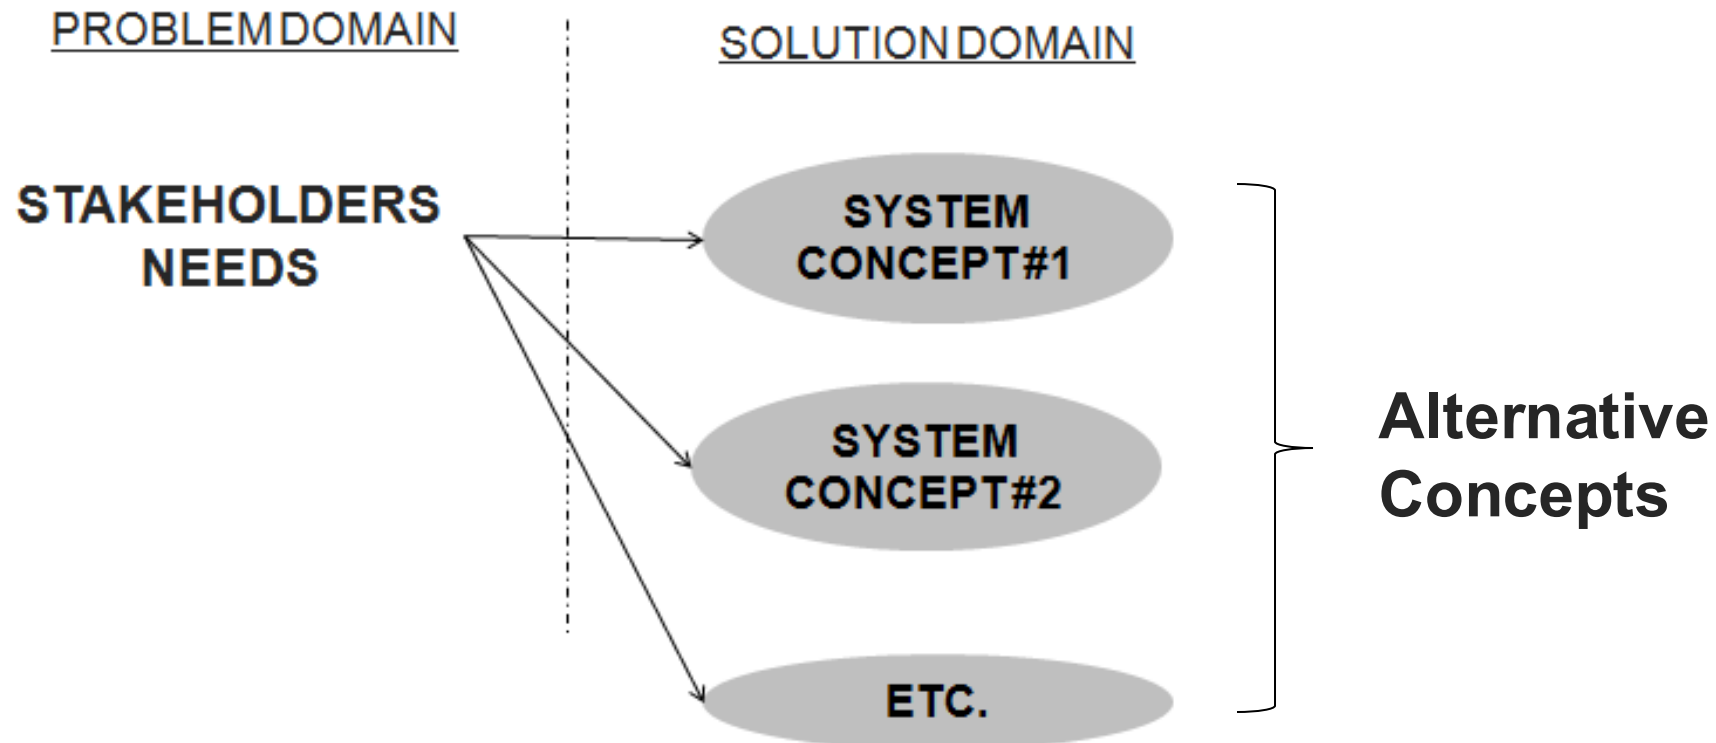 PROBLEM DOMAIN
SOLUTION DOMAIN
STAKEHOLDERS
NEEDS
SYSTEM
CONCEPT #1
SYSTEM
CONCEPT #2
ETC.
Alternative
Concepts